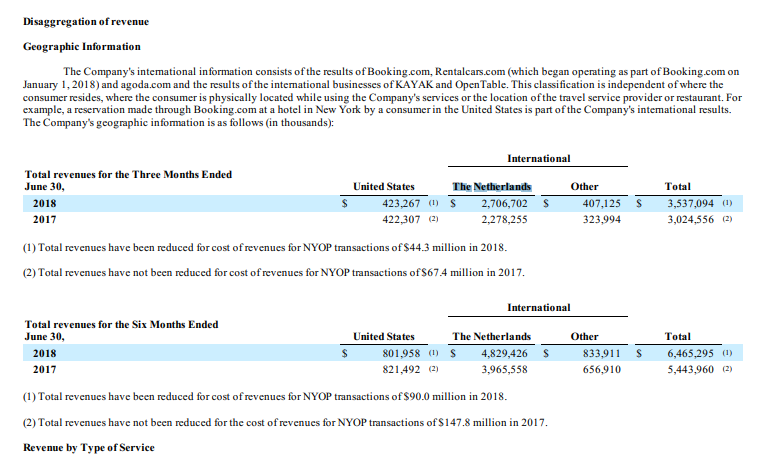 Disaggregation of revenue
Geographic Information
The Company's international information consists of the results of Booking.com, Rentalcars.com (which began operating as part of Booking.com on
January 1, 2018) and agoda.com and the results of the international businesses of KAYAK and OpenTable. This classification is independent of where the
consumer resides, where the consumer is physically located while using the Company's services or the location of the travel service provider or restaurant. For
example, a reservation made through Booking.com at a hotel in New York by a consumer in the United States is part of the Company's international results.
The Company's geographic information is as follows (in thousands):
International
Total revenues for the Three Months Ended
June 30, United States The Netherlands Other Total
2018 $ 423,267 (1) $ 2,706,702 $ 407,125 $ 3,537,094 (1)
2017 422,307 (2) 2,278,255 323,994 3,024,556 (2)
(1) Total revenues have been reduced for cost of revenues for NYOP transactions of $44.3 million in 2018.
(2) Total revenues have not been reduced for cost of revenues for NYOP transactions of $67.4 million in 2017.
International
Total revenues for the Six Months Ended
June 30, United States The Netherlands Other Total
2018 $ 801,958 (1) $ 4,829,426 $ 833,911 $ 6,465,295 (1)
2017 821,492 (2) 3,965,558 656,910 5,443,960 (2)
(1) Total revenues have been reduced for cost of revenues for NYOP transactions of $90.0 million in 2018.
(2) Total revenues have not been reduced for the cost of revenues for NYOP transactions of $147.8 million in 2017.
Revenue by Type of Service